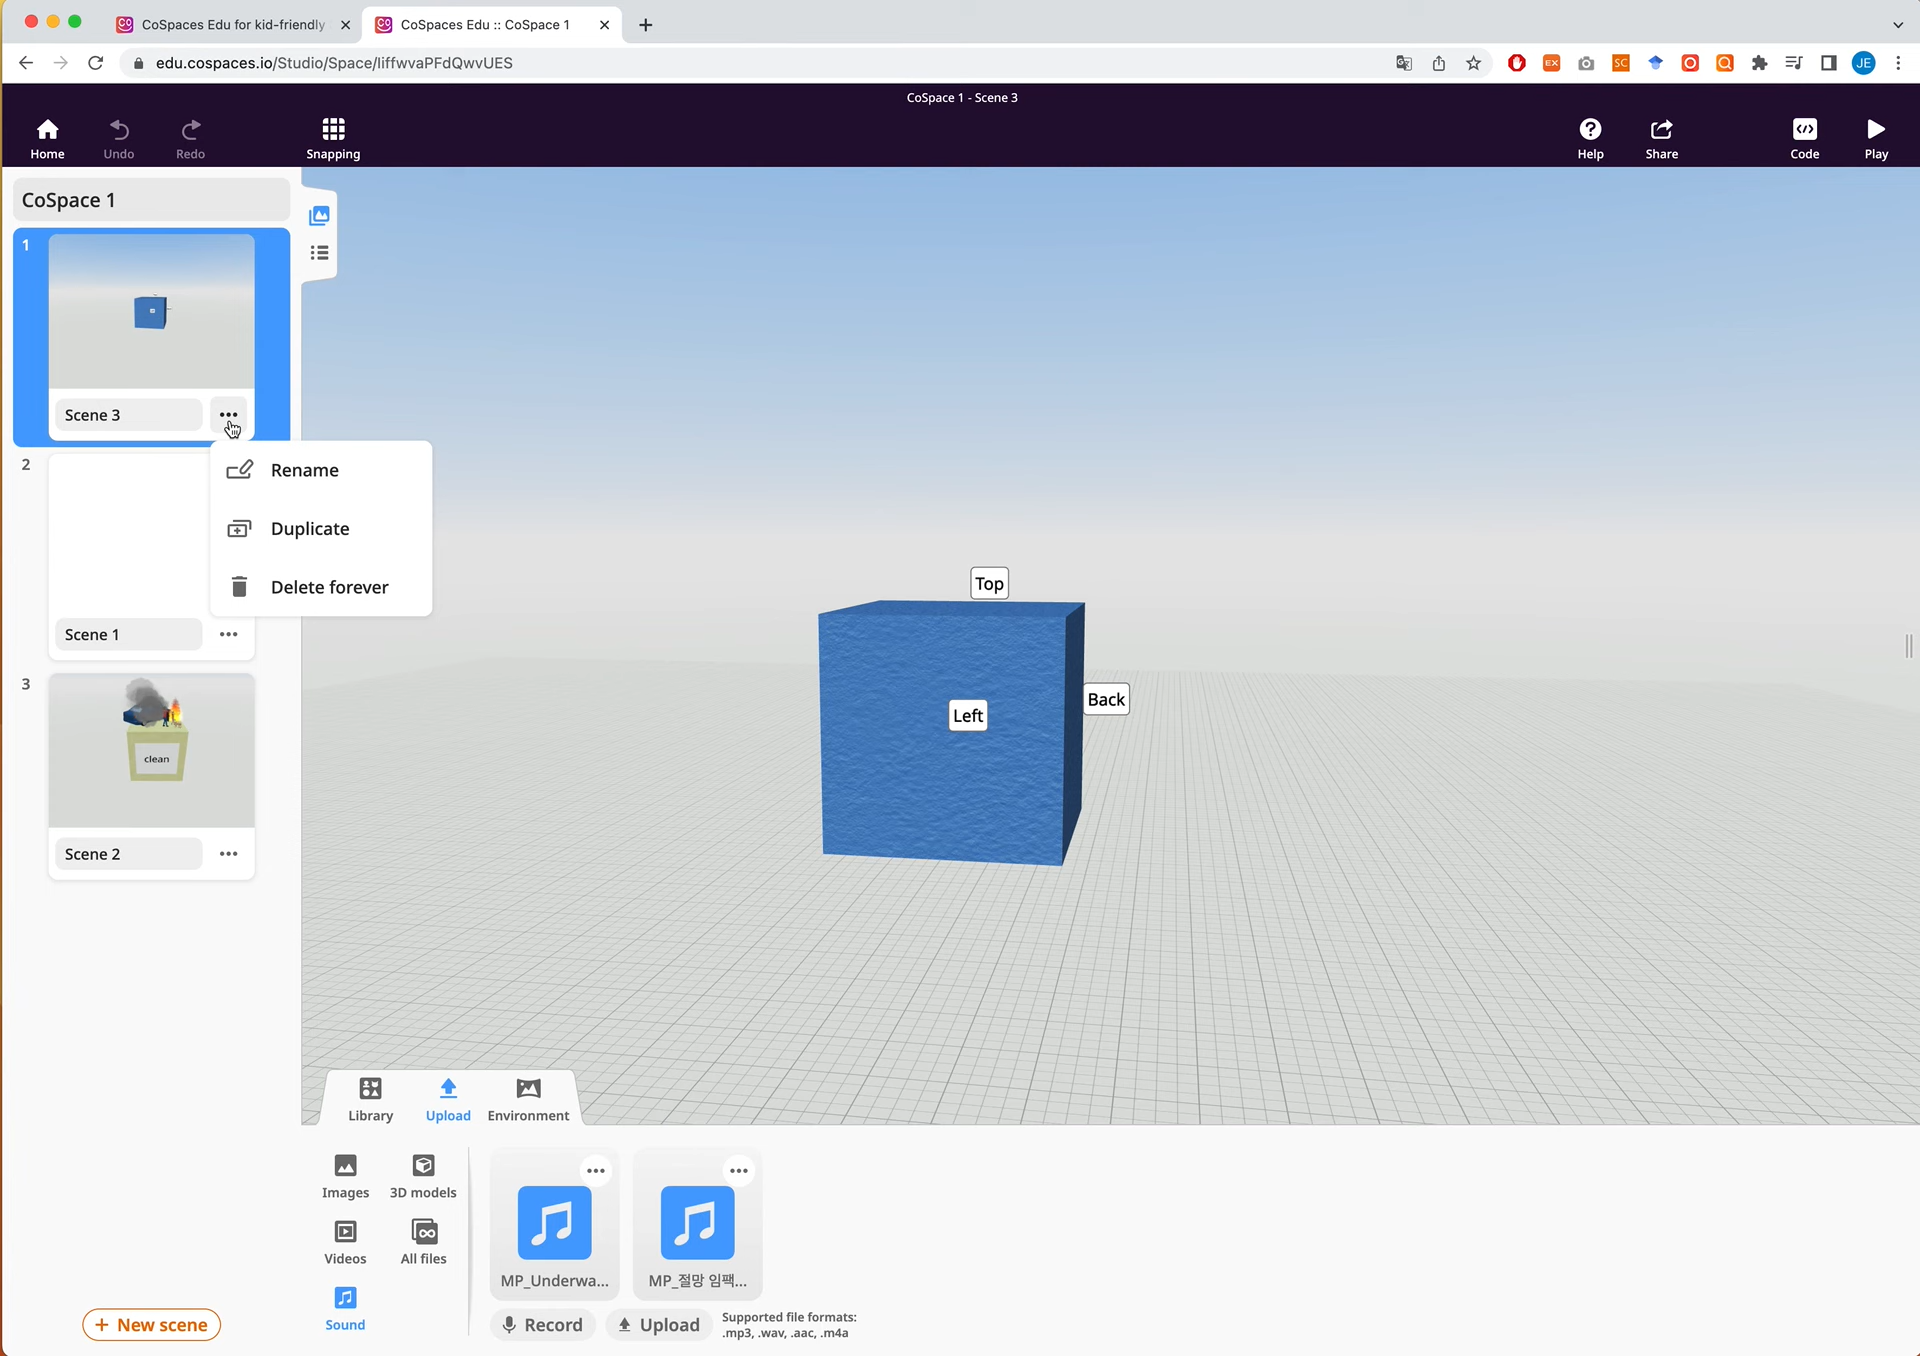 CoSpaces Edu for kid-friendly
CoSpaces Edu :: CoSpace 1
edu.cospaces.io/Studio/Space/liffwvaPFdQwvUES
EX
SC
JE
CoSpace 1 - Scene 3
Home
Undo
Redo
Snapping
Help
Share
Code
Play
CoSpace 1
1
Scene 3
Rename
Duplicate
Delete forever
2
Scene 1
3
clean
Scene 2
Top
Left
Back
Library
Upload
Environment
Images
3D models
Videos
All files
Sound
MP_Underwa...
MP_절망 임팩...
Record
Upload
Supported file formats:
.mp3, .wav, .aac, .m4a
+ New scene